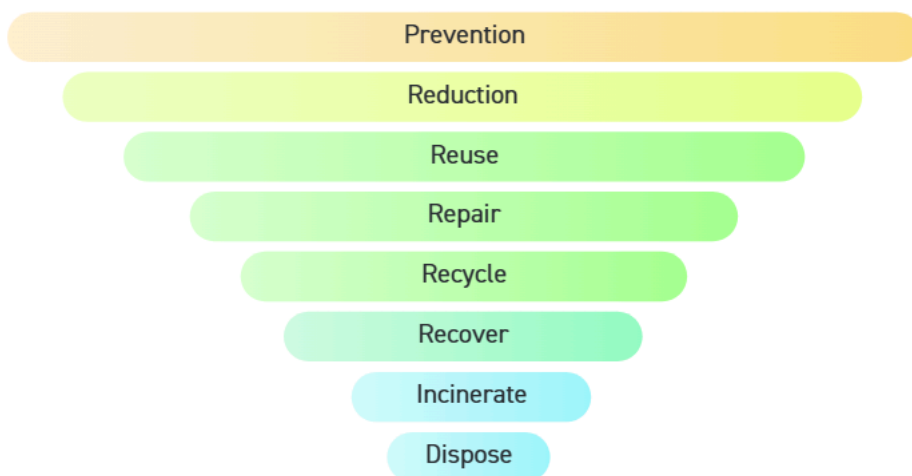 Prevention
Reduction
Reuse
Repair
Recycle
Recover
Incinerate
Dispose